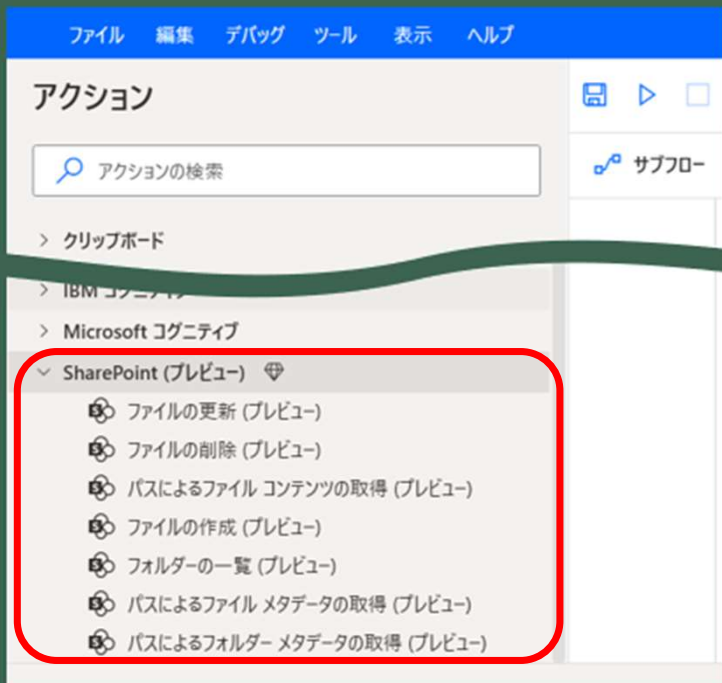 ファイル 編集 デバッグ ツール 表示 ヘルプ
アクション
アクションの検索
サブフロー
クリップボード
IBM コグニティブ
Microsoft コグニティブ
SharePoint (プレビュー)
ファイルの更新 (プレビュー)
ファイルの削除 (プレビュー)
パスによるファイル コンテンツの取得 (プレビュー)
ファイルの作成 (プレビュー)
フォルダーの一覧 (プレビュー)
パスによるファイル メタデータの取得 (プレビュー)
パスによるフォルダー メタデータの取得 (プレビュー)